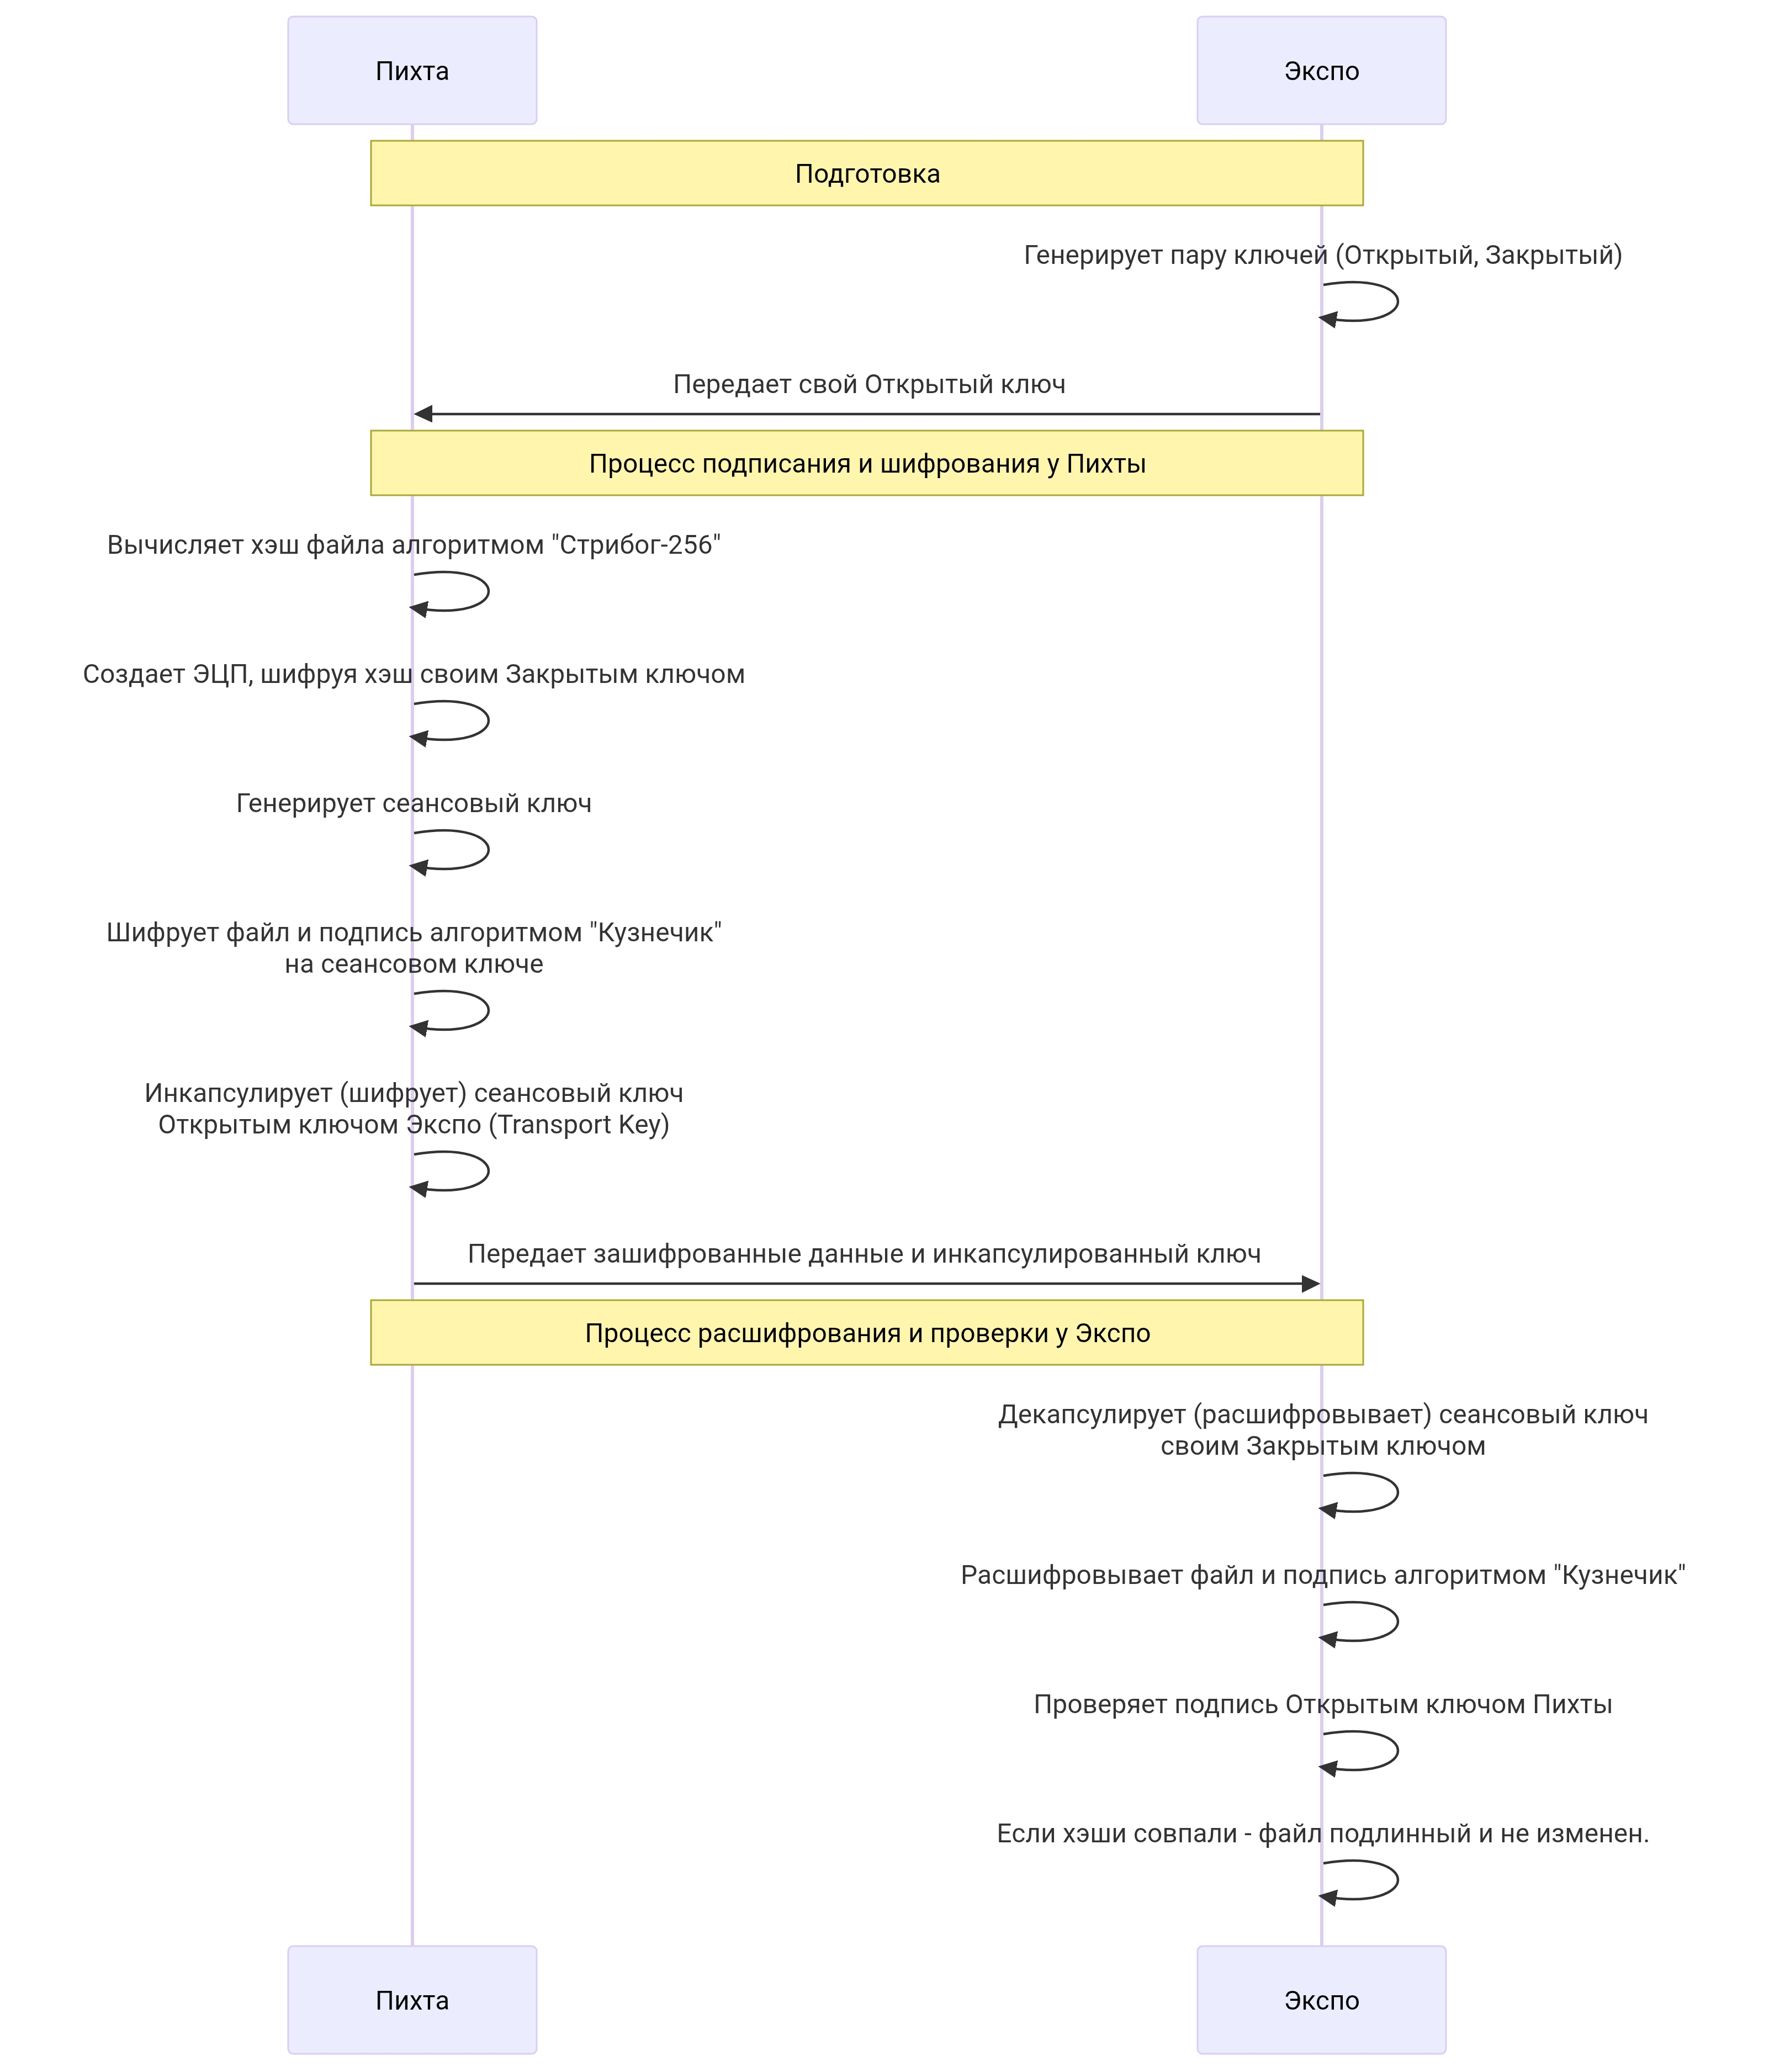 Пихта
Экспо
Подготовка
Генерирует пару ключей (Открытый, Закрытый)
Передает свой Открытый ключ
Процесс подписания и шифрования у Пихты
Вычисляет хэш файла алгоритмом "Стрибог-256"
Создает ЭЦП, шифруя хэш своим Закрытым ключом
Генерирует сеансовый ключ
Шифрует файл и подпись алгоритмом "Кузнечик"
на сеансовом ключе
Инкапсулирует (шифрует) сеансовый ключ
Открытым ключом Экспо (Transport Key)
Передает зашифрованные данные и инкапсулированный ключ
Процесс расшифрования и проверки у Экспо
Декапсулирует (расшифровывает) сеансовый ключ
своим Закрытым ключом
Расшифровывает файл и подпись алгоритмом "Кузнечик"
Проверяет подпись Открытым ключом Пихты
Если хэши совпали - файл подлинный и не изменен.
Пихта
Экспо